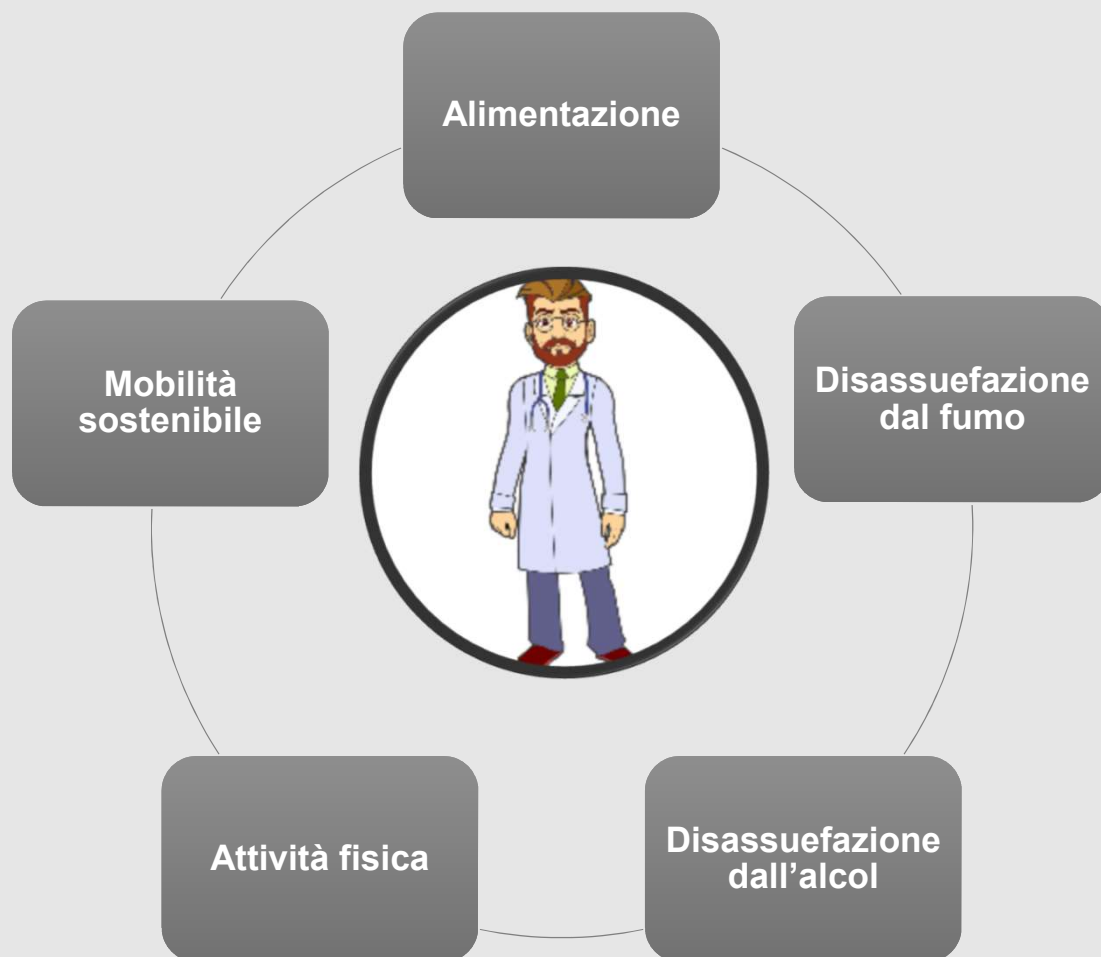 Alimentazione
Disassuefazione
dal fumo
Disassuefazione
dall’alcol
Attività fisica
Mobilità
sostenibile